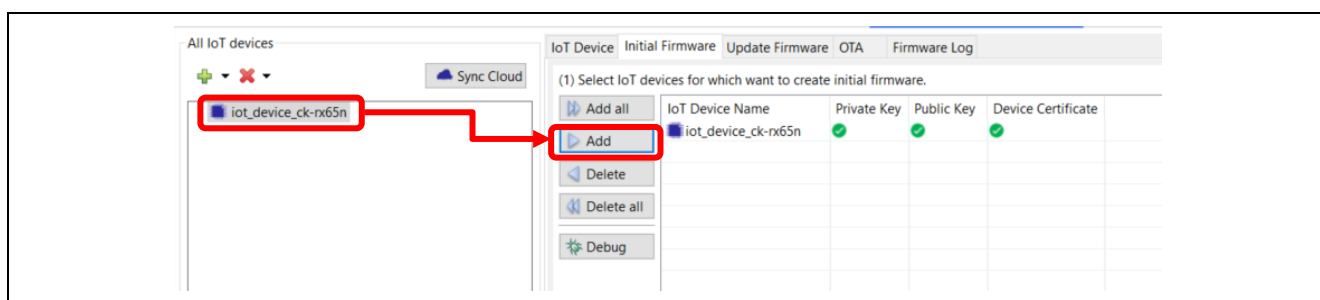 All IoT devices
Sync Cloud
iot_device_ck-rx65n
IoT Device Initial Firmware Update Firmware OTA Firmware Log
(1) Select IoT devices for which want to create initial firmware.
Add all
Add
Delete
Delete all
Debug
IoT Device Name Private Key Public Key Device Certificate
iot_device_ck-rx65n